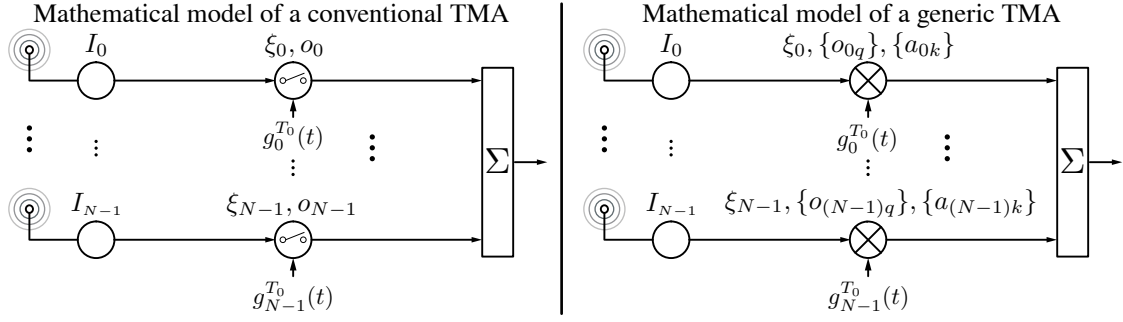 Mathematical model of a conventional TMA
I_0
ξ_0, o_0
g_0^{T_0}(t)
Σ
I_{N−1}
ξ_{N−1}, o_{N−1}
g_{N−1}^{T_0}(t)
Mathematical model of a generic TMA
I_0
ξ_0, {o_{0q}}, {a_{0k}}
g_0^{T_0}(t)
Σ
I_{N−1}
ξ_{N−1}, {o_{(N−1)q}}, {a_{(N−1)k}}
g_{N−1}^{T_0}(t)